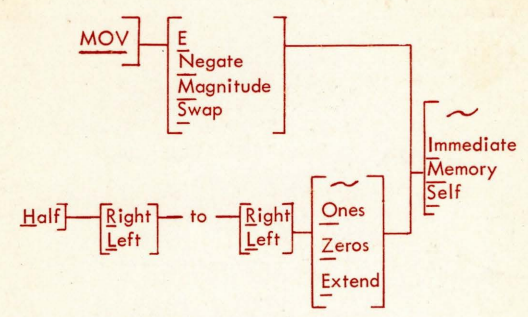 MOV
E
Negate
Magnitude
Swap
~
Immediate
Memory
Self
Half Right to Right
Left Left
~
Ones
Zeros
Extend